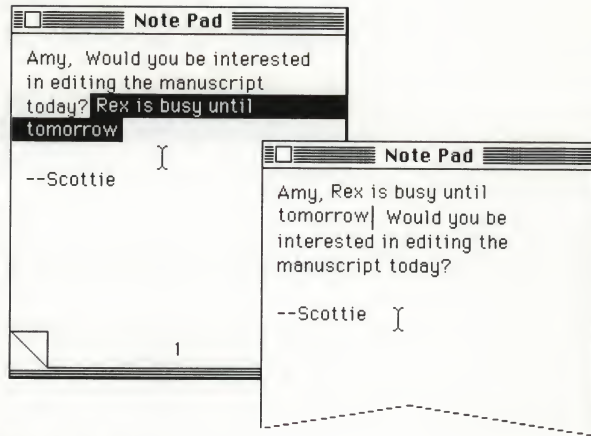 Note Pad
Amy, Would you be interested
in editing the manuscript
today? Rex is busy until
tomorrow
--Scottie
1
Note Pad
Amy, Rex is busy until
tomorrow Would you be
interested in editing the
manuscript today?
--Scottie